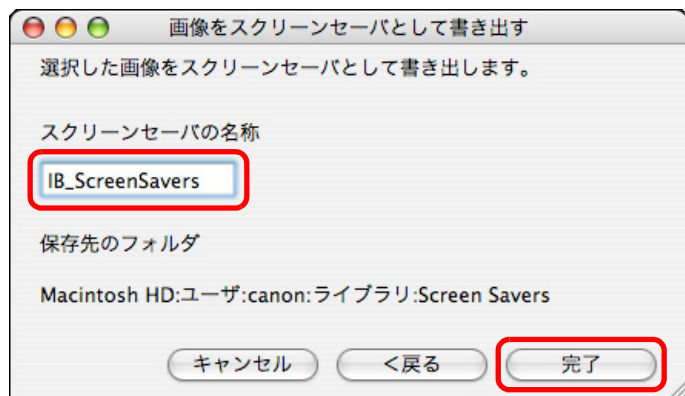 画像をスクリーンセーバとして書き出す
選択した画像をスクリーンセーバとして書き出します。
スクリーンセーバの名称
IB_ScreenSavers
保存先のフォルダ
Macintosh HD:ユーザ:canon:ライブラリ:Screen Savers
キャンセル <戻る 完了